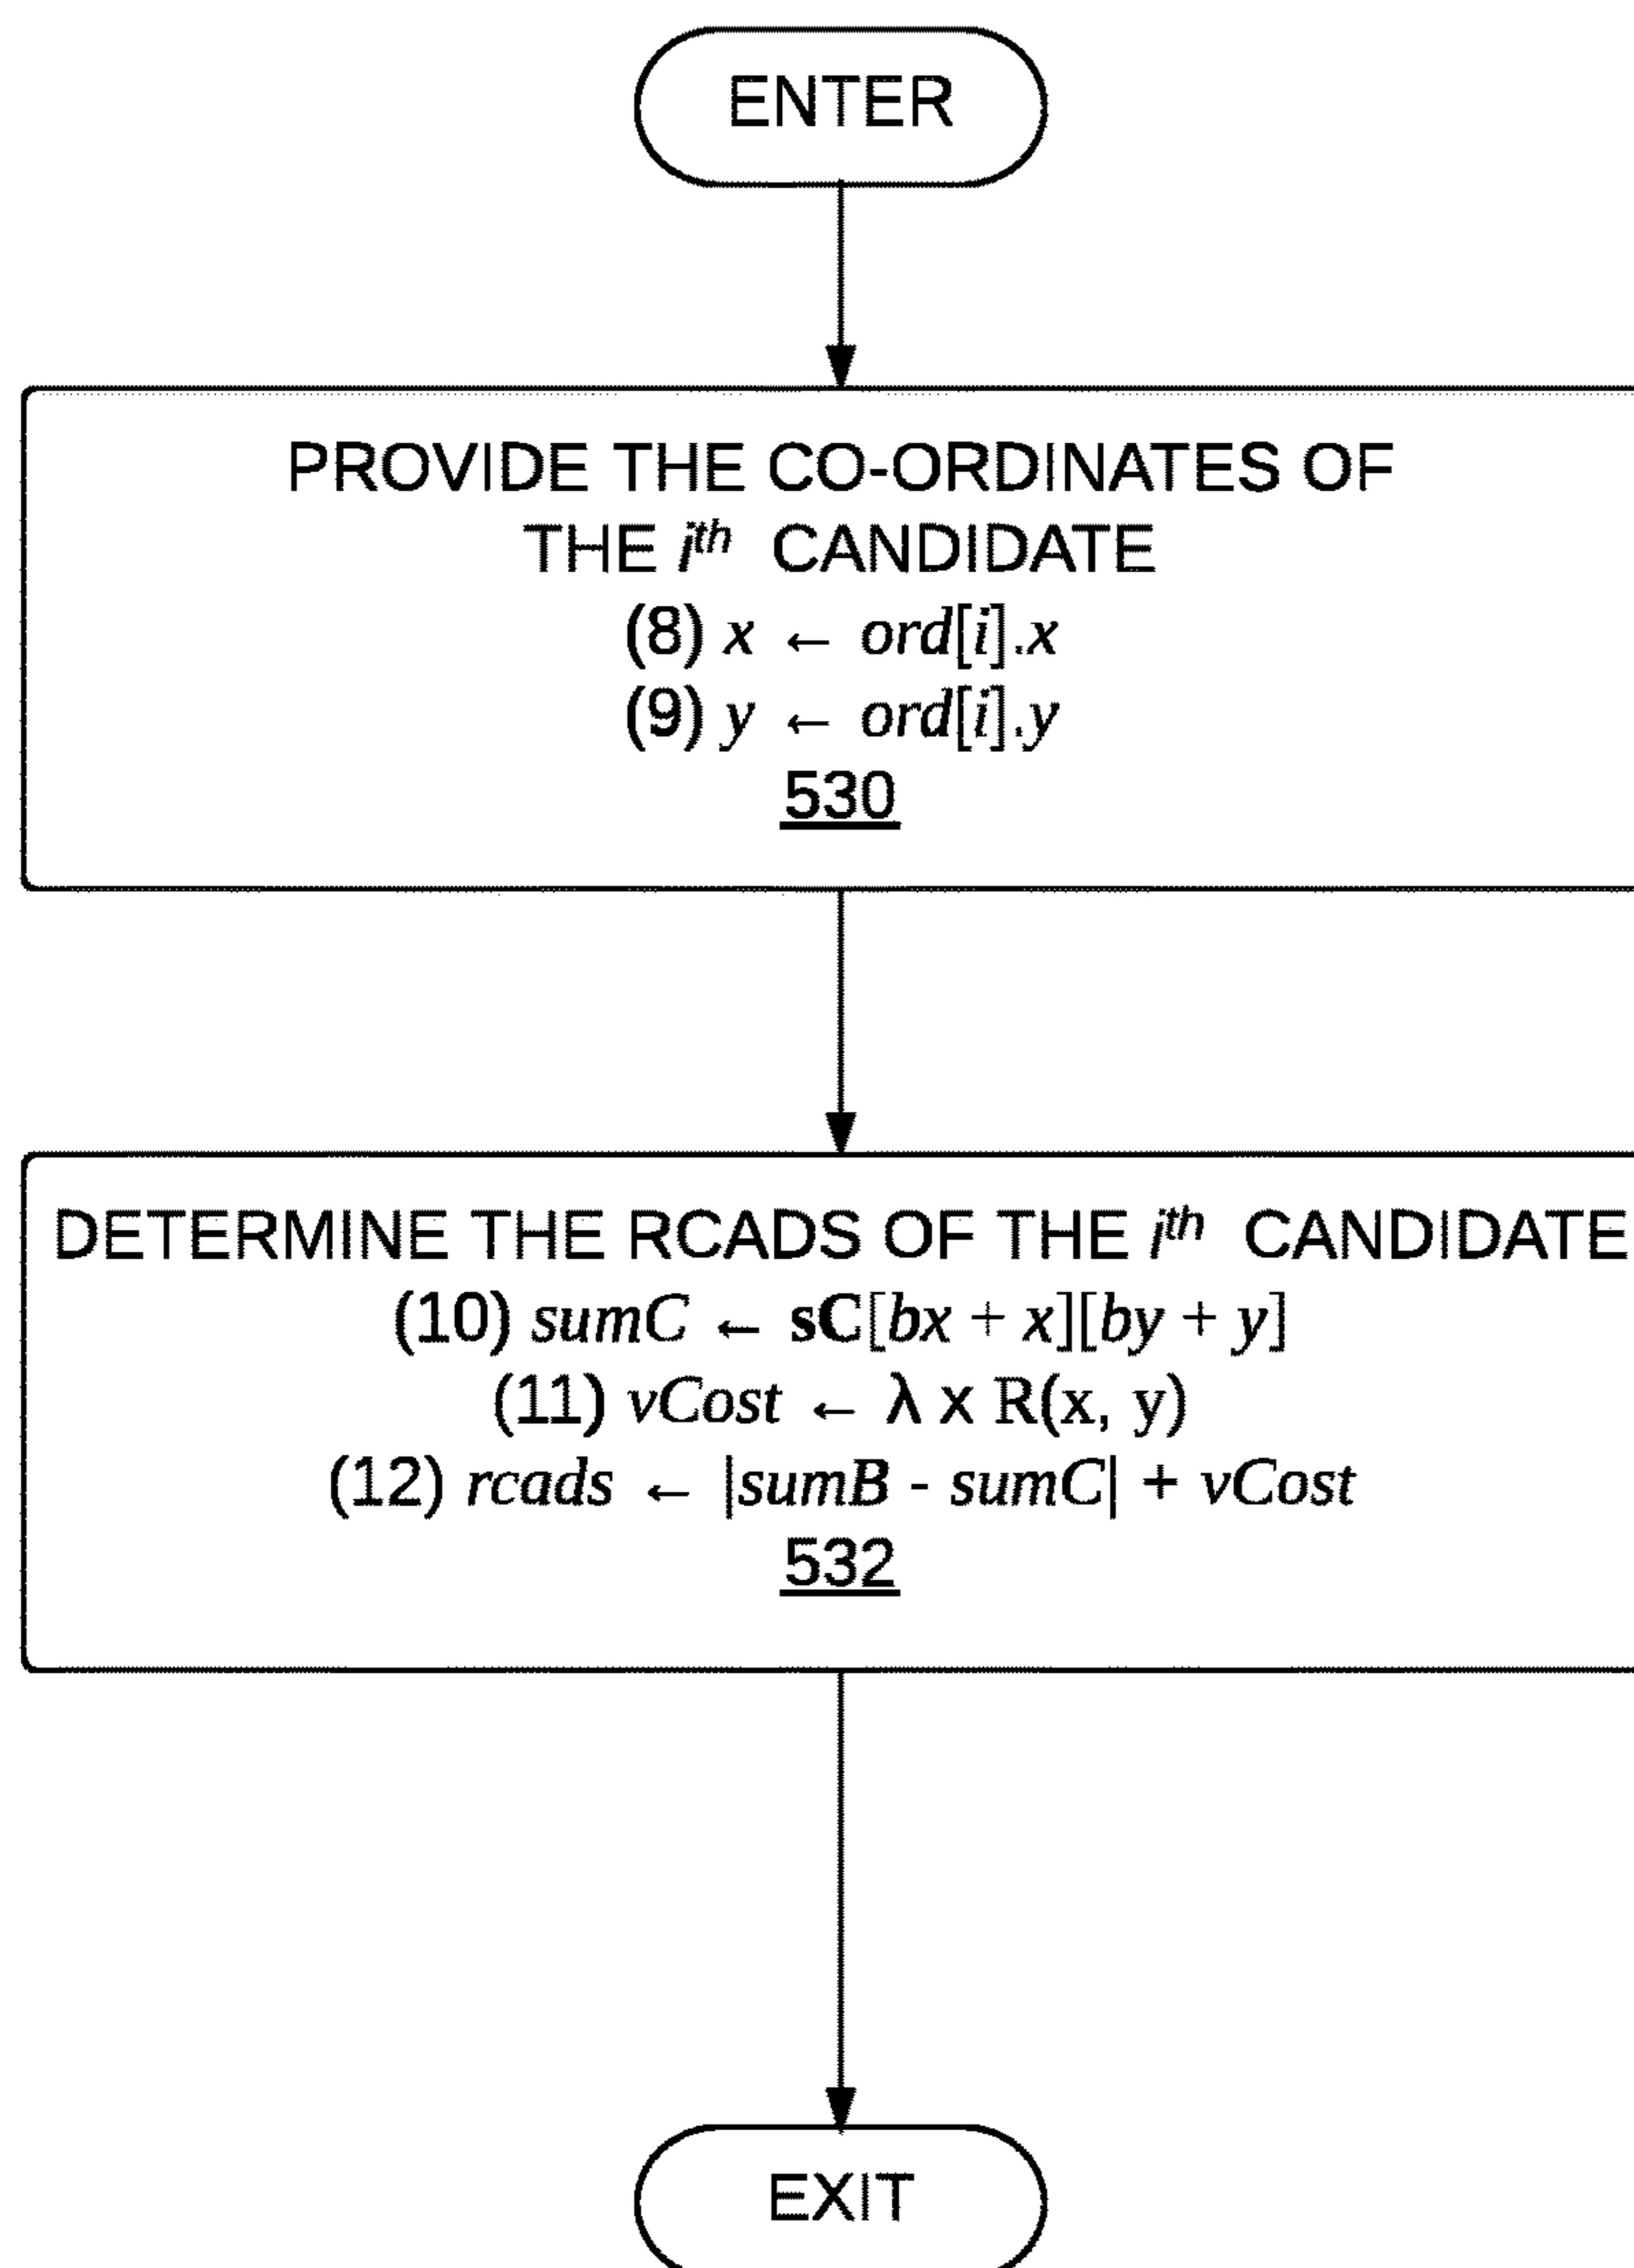 ENTER
PROVIDE THE CO-ORDINATES OF
THE iᵗʰ CANDIDATE
(8) x ← ord[i].x
(9) y ← ord[i].y
530
DETERMINE THE RCADS OF THE iᵗʰ CANDIDATE
(10) sumC ← sC[bx + x][by + y]
(11) vCost ← λ x R(x, y)
(12) rcads ← |sumB - sumC| + vCost
532
EXIT